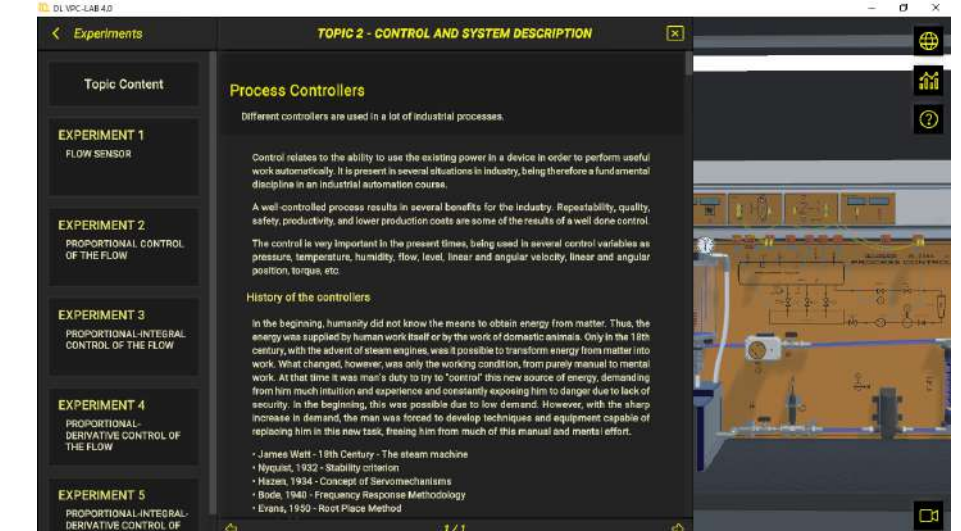 DL VPC-LAB 4.0
Experiments
TOPIC 2 - CONTROL AND SYSTEM DESCRIPTION
Topic Content
EXPERIMENT 1
FLOW SENSOR
EXPERIMENT 2
PROPORTIONAL CONTROL
OF THE FLOW
EXPERIMENT 3
PROPORTIONAL-INTEGRAL
CONTROL OF THE FLOW
EXPERIMENT 4
PROPORTIONAL-
DERIVATIVE CONTROL OF
THE FLOW
EXPERIMENT 5
PROPORTIONAL-INTEGRAL-
DERIVATIVE CONTROL OF
Process Controllers
Different controllers are used in a lot of industrial processes.
Control relates to the ability to use the existing power in a device in order to perform useful
work automatically. It is present in several situations in industry, being therefore a fundamental
discipline in an industrial automation course.
A well-controlled process results in several benefits for the industry. Repeatability, quality,
safety, productivity, and lower production costs are some of the results of a well done control.
The control is very important in the present times, being used in several control variables as
pressure, temperature, humidity, flow, level, linear and angular velocity, linear and angular
position, torque, etc.
History of the controllers
In the beginning, humanity did not know the means to obtain energy from matter. Thus, the
energy was supplied by human work itself or by the work of domestic animals. Only in the 18th
century, with the advent of steam engines, was it possible to transform energy from matter into
work. What changed, however, was only the working condition, from purely manual to mental
work. At that time it was man's duty to try to "control" this new source of energy, demanding
from him much intuition and experience and constantly exposing him to danger due to lack of
security. In the beginning, this was possible due to low demand. However, with the sharp
increase in demand, the man was forced to develop techniques and equipment capable of
replacing him in this new task, freeing him from much of this manual and mental effort.
• James Watt - 18th Century - The steam machine
• Nyquist, 1932 - Stability criterion
• Hazen, 1934 - Concept of Servomechanisms
• Bode, 1940 - Frequency Response Methodology
• Evans, 1950 - Root Place Method
1/1
PROCESS CONTROL